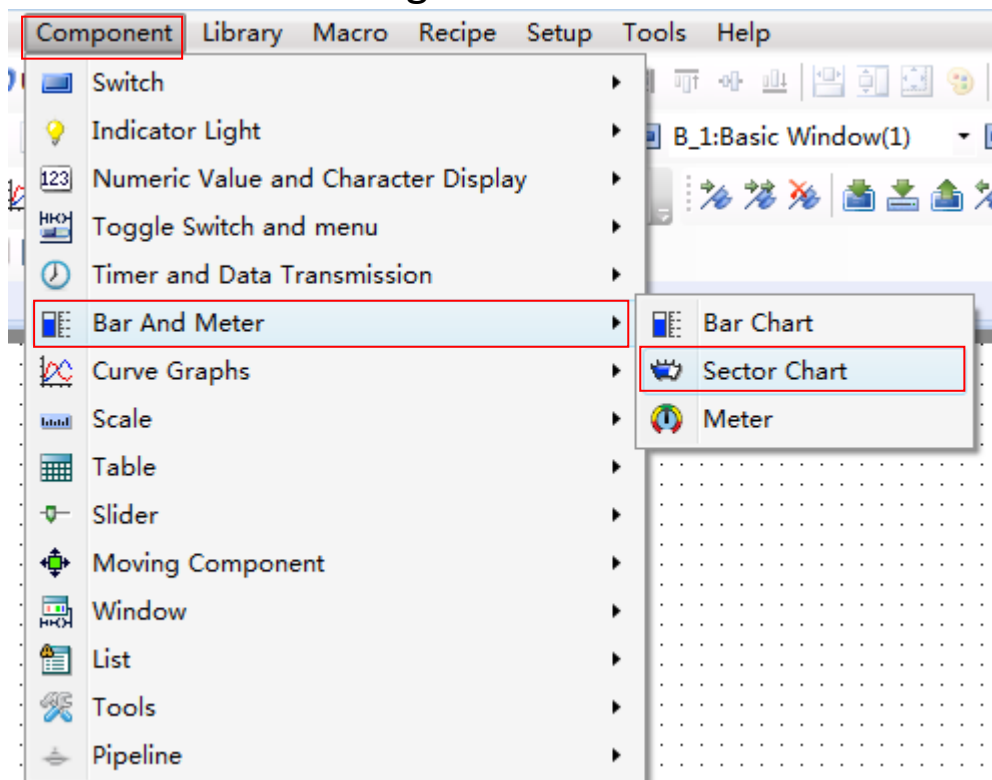 Component Library Macro Recipe Setup Tools Help
Switch
Indicator Light
B_1:Basic Window(1)
123
Numeric Value and Character Display
Toggle Switch and menu
Timer and Data Transmission
Bar And Meter
Bar Chart
Curve Graphs
Sector Chart
Scale
Meter
Table
Slider
Moving Component
Window
List
Tools
Pipeline